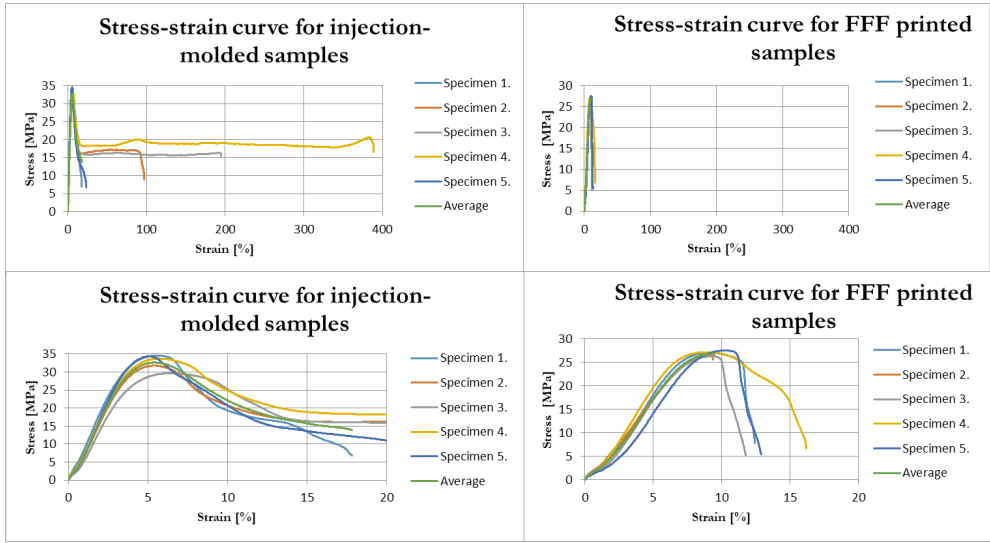 Stress-strain curve for injection-
molded samples
Stress [MPa]
35
30
25
20
15
10
5
0
0 100 200 300 400
Strain [%]
Specimen 1.
Specimen 2.
Specimen 3.
Specimen 4.
Specimen 5.
Average
Stress-strain curve for FFF printed
samples
Stress [MPa]
30
25
20
15
10
5
0
0 100 200 300 400
Strain [%]
Specimen 1.
Specimen 2.
Specimen 3.
Specimen 4.
Specimen 5.
Average
Stress-strain curve for injection-
molded samples
Stress [MPa]
35
30
25
20
15
10
5
0
0 5 10 15 20
Strain [%]
Specimen 1.
Specimen 2.
Specimen 3.
Specimen 4.
Specimen 5.
Average
Stress-strain curve for FFF printed
samples
Stress [MPa]
30
25
20
15
10
5
0
0 5 10 15 20
Strain [%]
Specimen 1.
Specimen 2.
Specimen 3.
Specimen 4.
Specimen 5.
Average